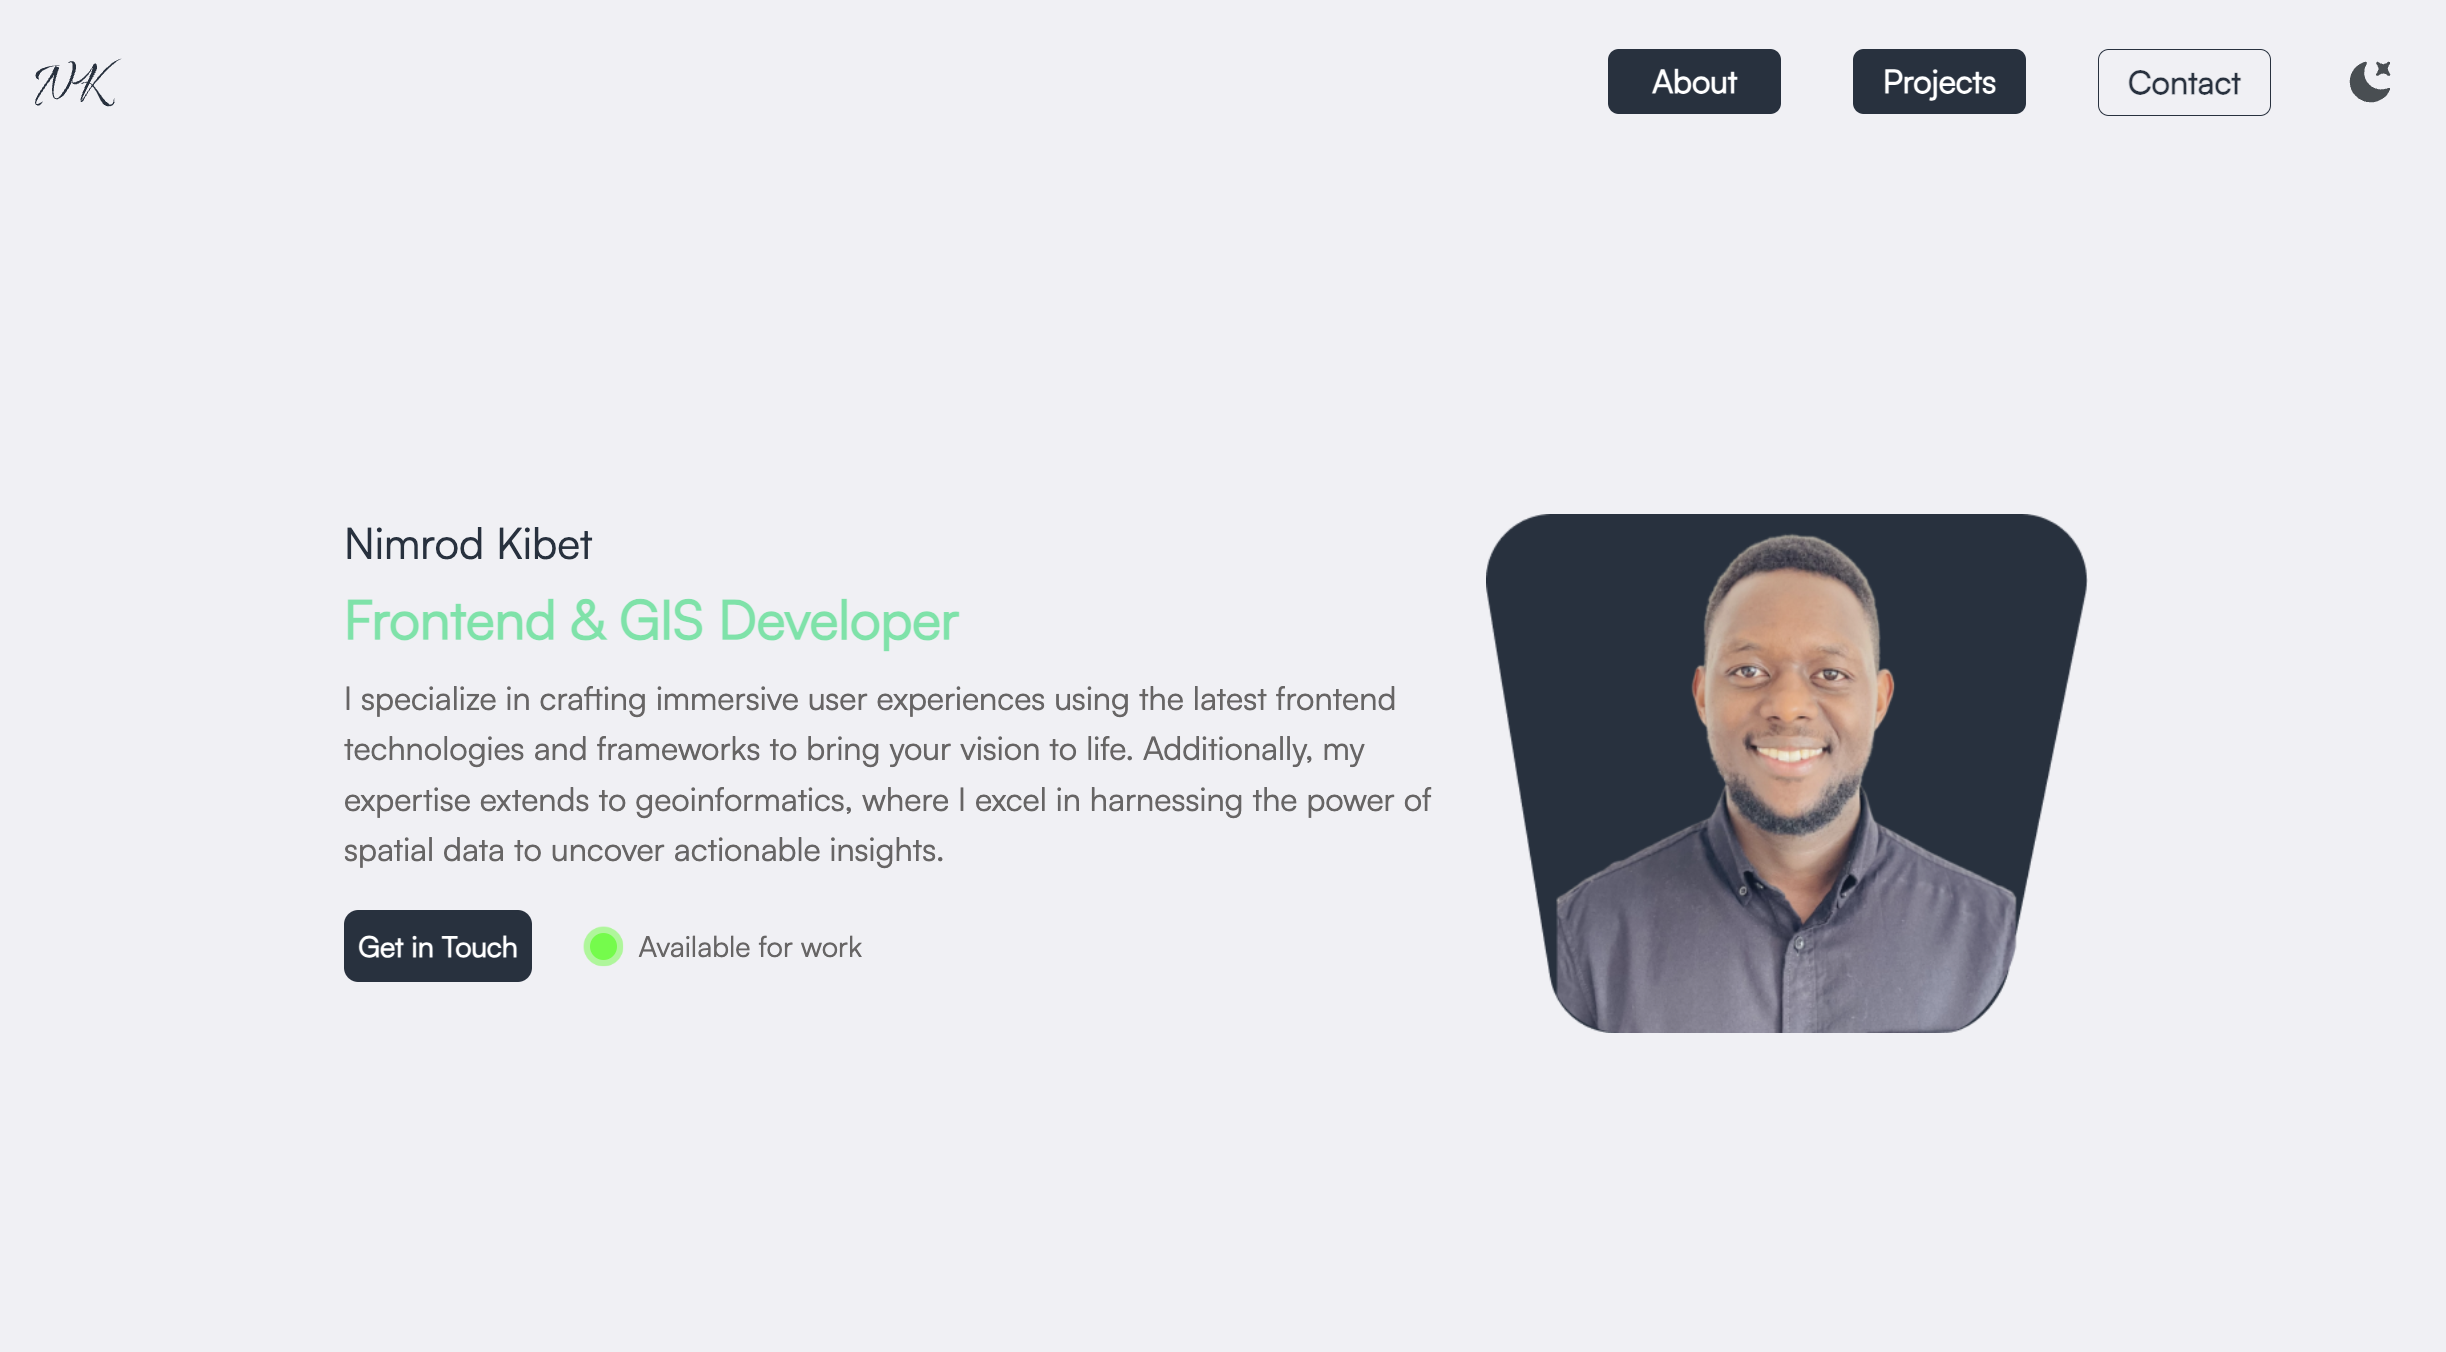 NK
About
Projects
Contact
Nimrod Kibet
Frontend & GIS Developer
I specialize in crafting immersive user experiences using the latest frontend
technologies and frameworks to bring your vision to life. Additionally, my
expertise extends to geoinformatics, where I excel in harnessing the power of
spatial data to uncover actionable insights.
Get in Touch
Available for work